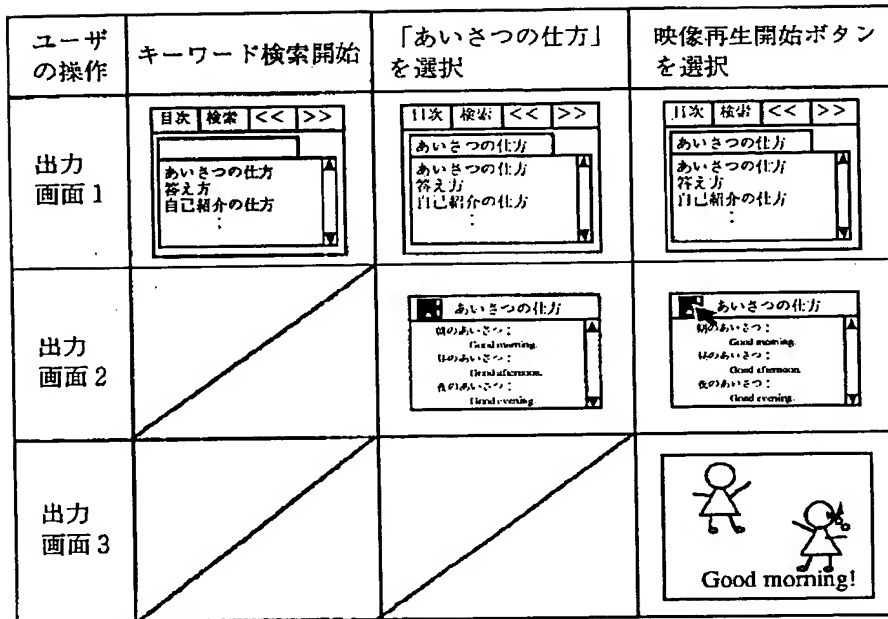 ユーザ
の操作
キーワード検索開始
「あいさつの仕方」
を選択
映像再生開始ボタン
を選択
出力
画面1
目次 検索 << >>
あいさつの仕方
答え方
自己紹介の仕方
:
目次 検索 << >>
あいさつの仕方
あいさつの仕方
答え方
自己紹介の仕方
:
目次 検索 << >>
あいさつの仕方
あいさつの仕方
答え方
自己紹介の仕方
:
出力
画面2
あいさつの仕方
朝のあいさつ:
Good morning.
昼のあいさつ:
Good afternoon.
夜のあいさつ:
Good evening.
あいさつの仕方
朝のあいさつ:
Good morning.
昼のあいさつ:
Good afternoon.
夜のあいさつ:
Good evening.
出力
画面3
Good morning!